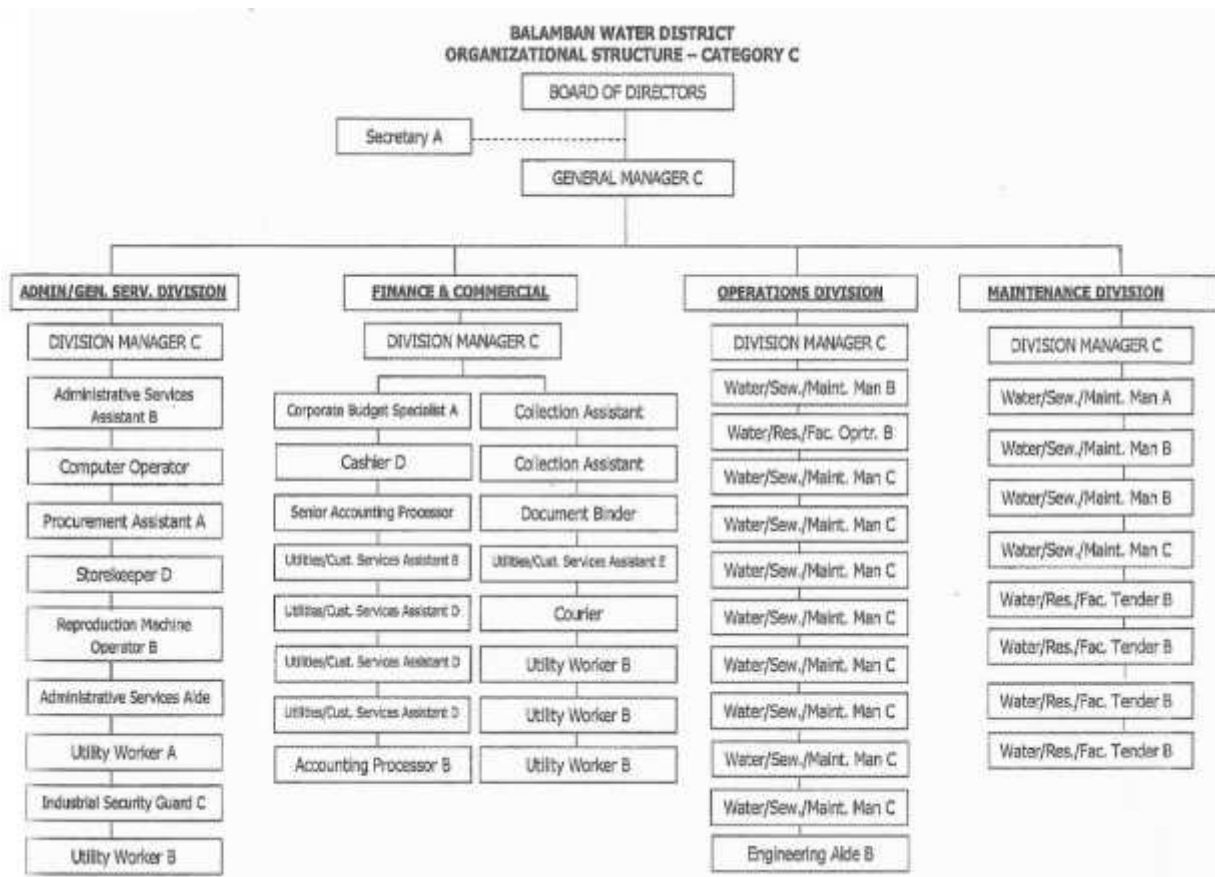 BALAMBAN WATER DISTRICT
ORGANIZATIONAL STRUCTURE – CATEGORY C
BOARD OF DIRECTORS
Secretary A
GENERAL MANAGER C
ADMIN/GEN. SERV. DIVISION
DIVISION MANAGER C
Administrative Services
Assistant B
Computer Operator
Procurement Assistant A
Storekeeper D
Reproduction Machine
Operator B
Administrative Services Aide
Utility Worker A
Industrial Security Guard C
Utility Worker B
FINANCE & COMMERCIAL
DIVISION MANAGER C
Corporate Budget Specialist A
Cashier D
Senior Accounting Processor
Utilities/Cust. Services Assistant B
Utilities/Cust. Services Assistant D
Utilities/Cust. Services Assistant D
Utilities/Cust. Services Assistant D
Accounting Processor B
Collection Assistant
Collection Assistant
Document Binder
Utilities/Cust. Services Assistant E
Courier
Utility Worker B
Utility Worker B
Utility Worker B
OPERATIONS DIVISION
DIVISION MANAGER C
Water/Sew./Maint. Man B
Water/Res./Fac. Oprtr. B
Water/Sew./Maint. Man C
Water/Sew./Maint. Man C
Water/Sew./Maint. Man C
Water/Sew./Maint. Man C
Water/Sew./Maint. Man C
Water/Sew./Maint. Man C
Water/Sew./Maint. Man C
Water/Sew./Maint. Man C
Engineering Aide B
MAINTENANCE DIVISION
DIVISION MANAGER C
Water/Sew./Maint. Man A
Water/Sew./Maint. Man B
Water/Sew./Maint. Man B
Water/Sew./Maint. Man C
Water/Res./Fac. Tender B
Water/Res./Fac. Tender B
Water/Res./Fac. Tender B
Water/Res./Fac. Tender B